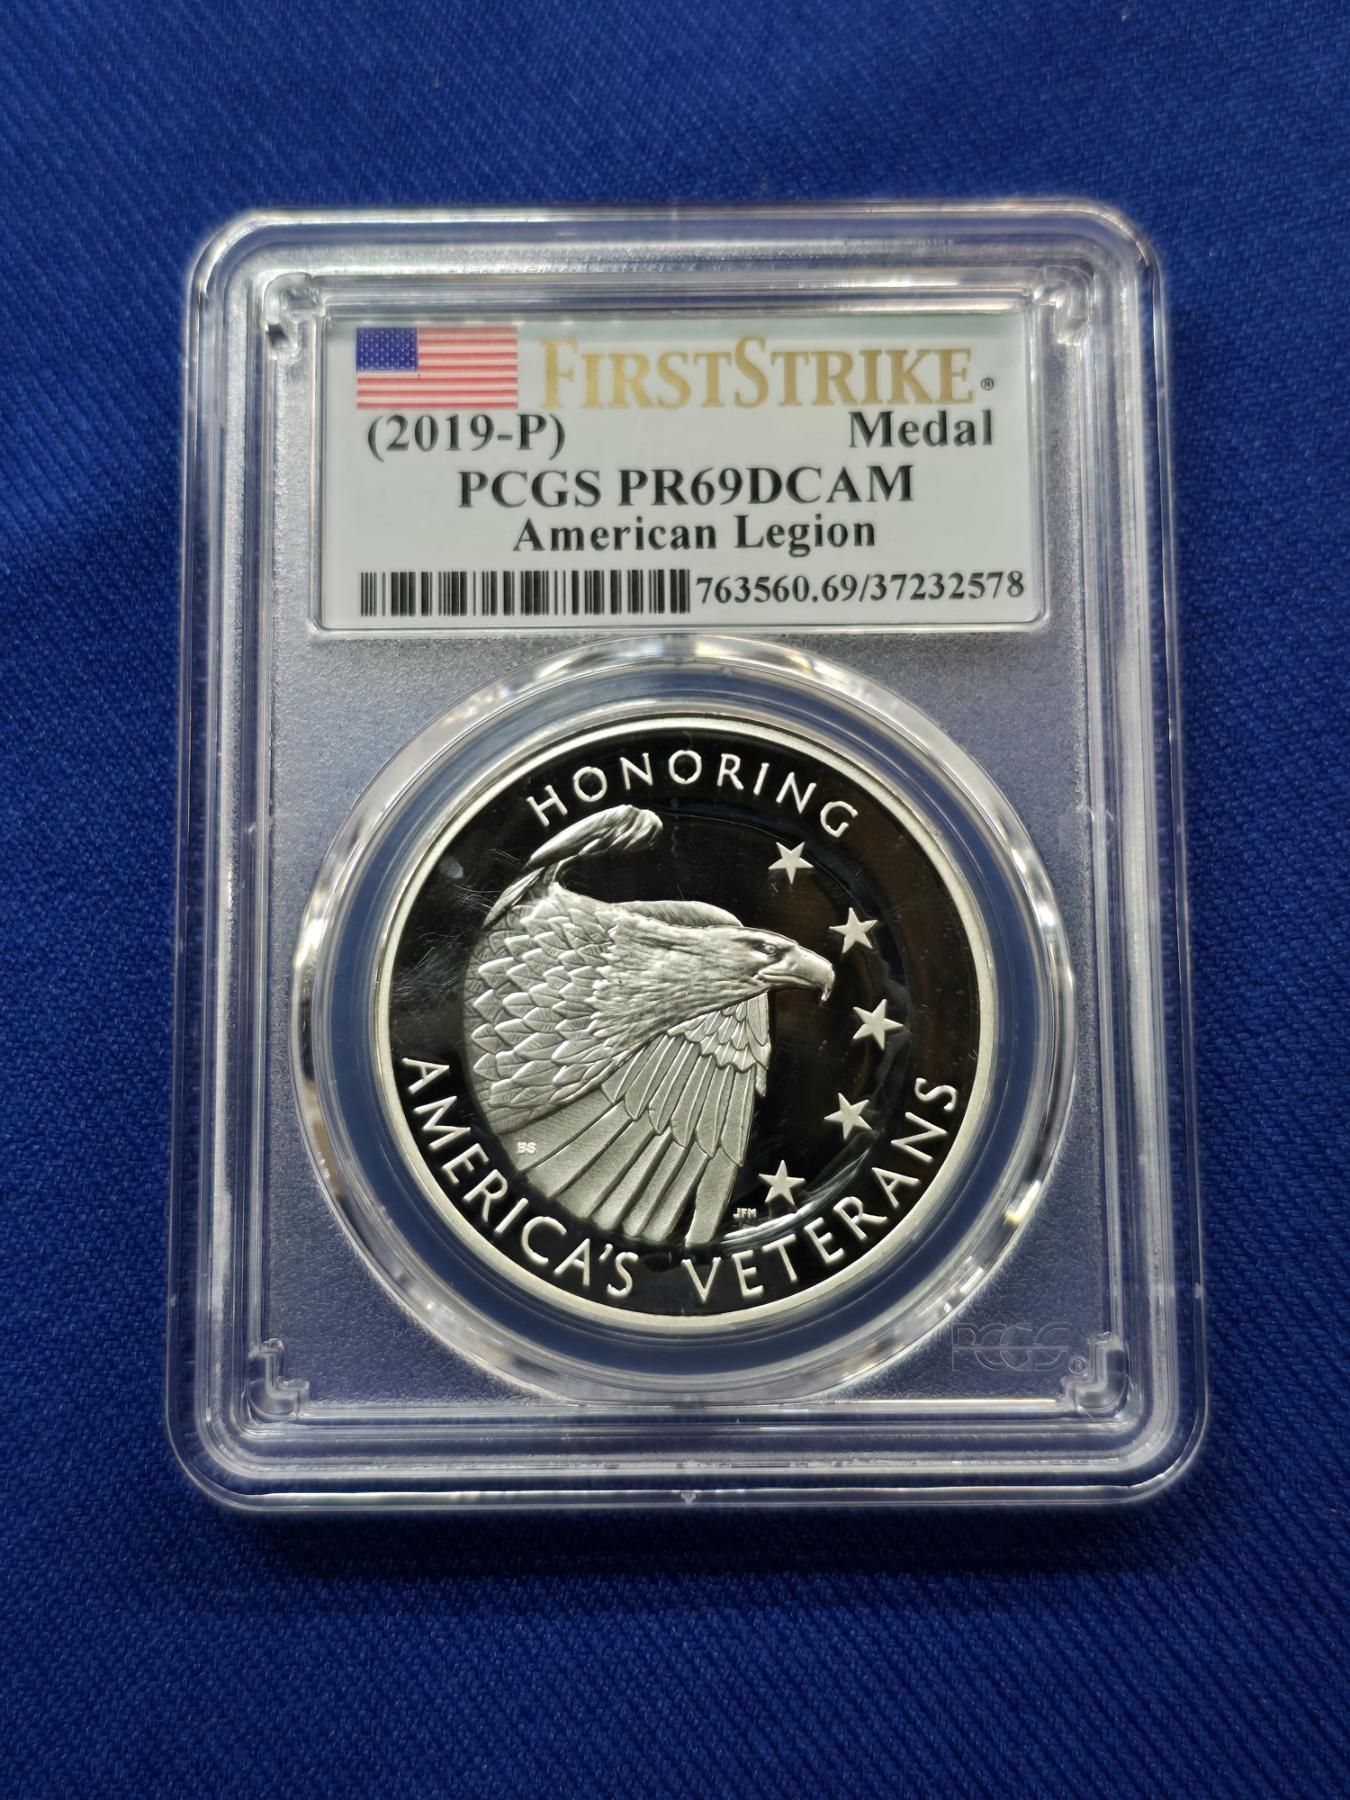 FIRSTSTRIKE®
(2019-P) Medal
PCGS PR69DCAM
American Legion
763560.69/37232578
HONORING
AMERICA'S VETERANS
BS
JFM
PCGS®